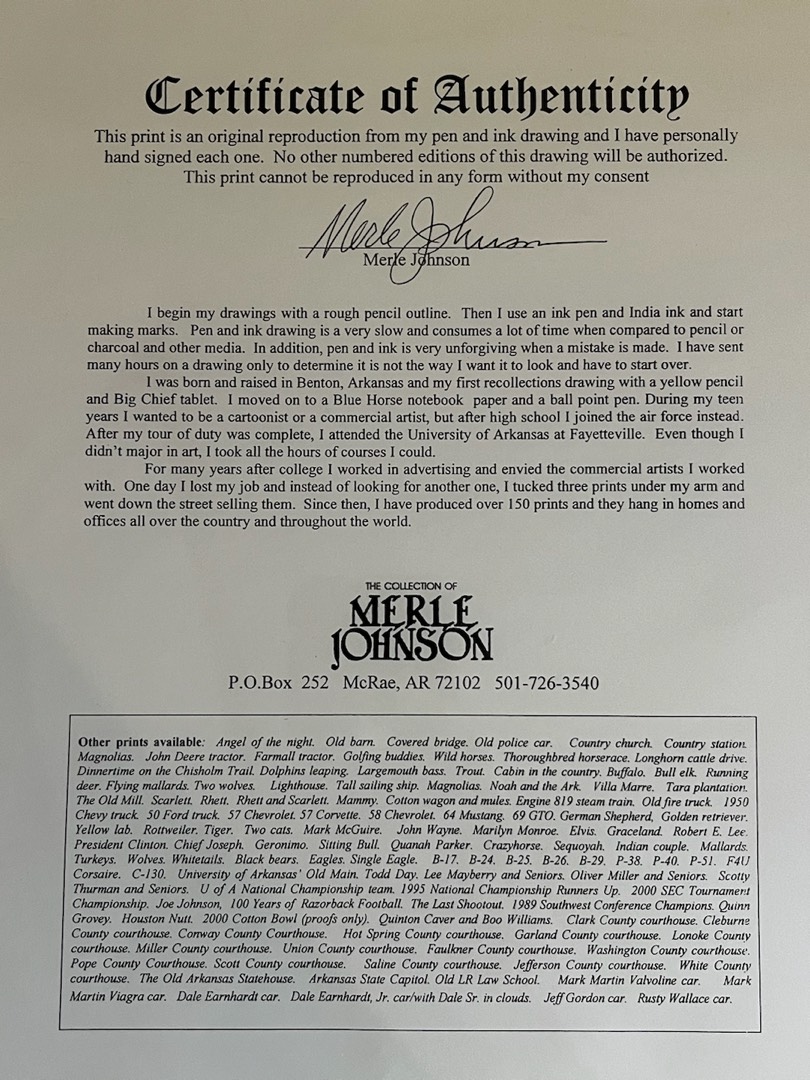 Certificate of Authenticity
This print is an original reproduction from my pen and ink drawing and I have personally
hand signed each one. No other numbered editions of this drawing will be authorized.
This print cannot be reproduced in any form without my consent
Merle Johnson
Merle Johnson
I begin my drawings with a rough pencil outline. Then I use an ink pen and India ink and start
making marks. Pen and ink drawing is a very slow and consumes a lot of time when compared to pencil or
charcoal and other media. In addition, pen and ink is very unforgiving when a mistake is made. I have sent
many hours on a drawing only to determine it is not the way I want it to look and have to start over.
I was born and raised in Benton, Arkansas and my first recollections drawing with a yellow pencil
and Big Chief tablet. I moved on to a Blue Horse notebook paper and a ball point pen. During my teen
years I wanted to be a cartoonist or a commercial artist, but after high school I joined the air force instead.
After my tour of duty was complete, I attended the University of Arkansas at Fayetteville. Even though I
didn't major in art, I took all the hours of courses I could.
For many years after college I worked in advertising and envied the commercial artists I worked
with. One day I lost my job and instead of looking for another one, I tucked three prints under my arm and
went down the street selling them. Since then, I have produced over 150 prints and they hang in homes and
offices all over the country and throughout the world.
THE COLLECTION OF
MERLE
JOHNSON
P.O.Box 252 McRae, AR 72102 501-726-3540
Other prints available: Angel of the night. Old barn. Covered bridge. Old police car. Country church. Country station.
Magnolias. John Deere tractor. Farmall tractor. Golfing buddies. Wild horses. Thoroughbred horserace. Longhorn cattle drive.
Dinnertime on the Chisholm Trail. Dolphins leaping. Largemouth bass. Trout. Cabin in the country. Buffalo. Bull elk. Running
deer. Flying mallards. Two wolves. Lighthouse. Tall sailing ship. Magnolias. Noah and the Ark. Villa Marre. Tara plantation.
The Old Mill. Scarlett. Rhett. Rhett and Scarlett. Mammy. Cotton wagon and mules. Engine 819 steam train. Old fire truck. 1950
Chevy truck. 50 Ford truck. 57 Chevrolet. 57 Corvette. 58 Chevrolet. 64 Mustang. 69 GTO. German Shepherd, Golden retriever.
Yellow lab. Rottweiler. Tiger. Two cats. Mark McGuire. John Wayne. Marilyn Monroe. Elvis. Graceland. Robert E. Lee.
President Clinton. Chief Joseph. Geronimo. Sitting Bull. Quanah Parker. Crazyhorse. Sequoyah. Indian couple. Mallards.
Turkeys. Wolves. Whitetails. Black bears. Eagles. Single Eagle. B-17. B-24. B-25. B-26. B-29. P-38. P-40. P-51. F4U
Corsaire. C-130. University of Arkansas' Old Main. Todd Day. Lee Mayberry and Seniors. Oliver Miller and Seniors. Scotty
Thurman and Seniors. U of A National Championship team. 1995 National Championship Runners Up. 2000 SEC Tournament
Championship. Joe Johnson, 100 Years of Razorback Football. The Last Shootout. 1989 Southwest Conference Champions. Quinn
Grovey. Houston Nutt. 2000 Cotton Bowl (proofs only). Quinton Caver and Boo Williams. Clark County courthouse. Cleburne
County courthouse. Conway County Courthouse. Hot Spring County courthouse. Garland County courthouse. Lonoke County
courthouse. Miller County courthouse. Union County courthouse. Faulkner County courthouse. Washington County courthouse.
Pope County Courthouse. Scott County courthouse. Saline County courthouse. Jefferson County courthouse. White County
courthouse. The Old Arkansas Statehouse. Arkansas State Capitol. Old LR Law School. Mark Martin Valvoline car. Mark
Martin Viagra car. Dale Earnhardt car. Dale Earnhardt, Jr. car/with Dale Sr. in clouds. Jeff Gordon car. Rusty Wallace car.